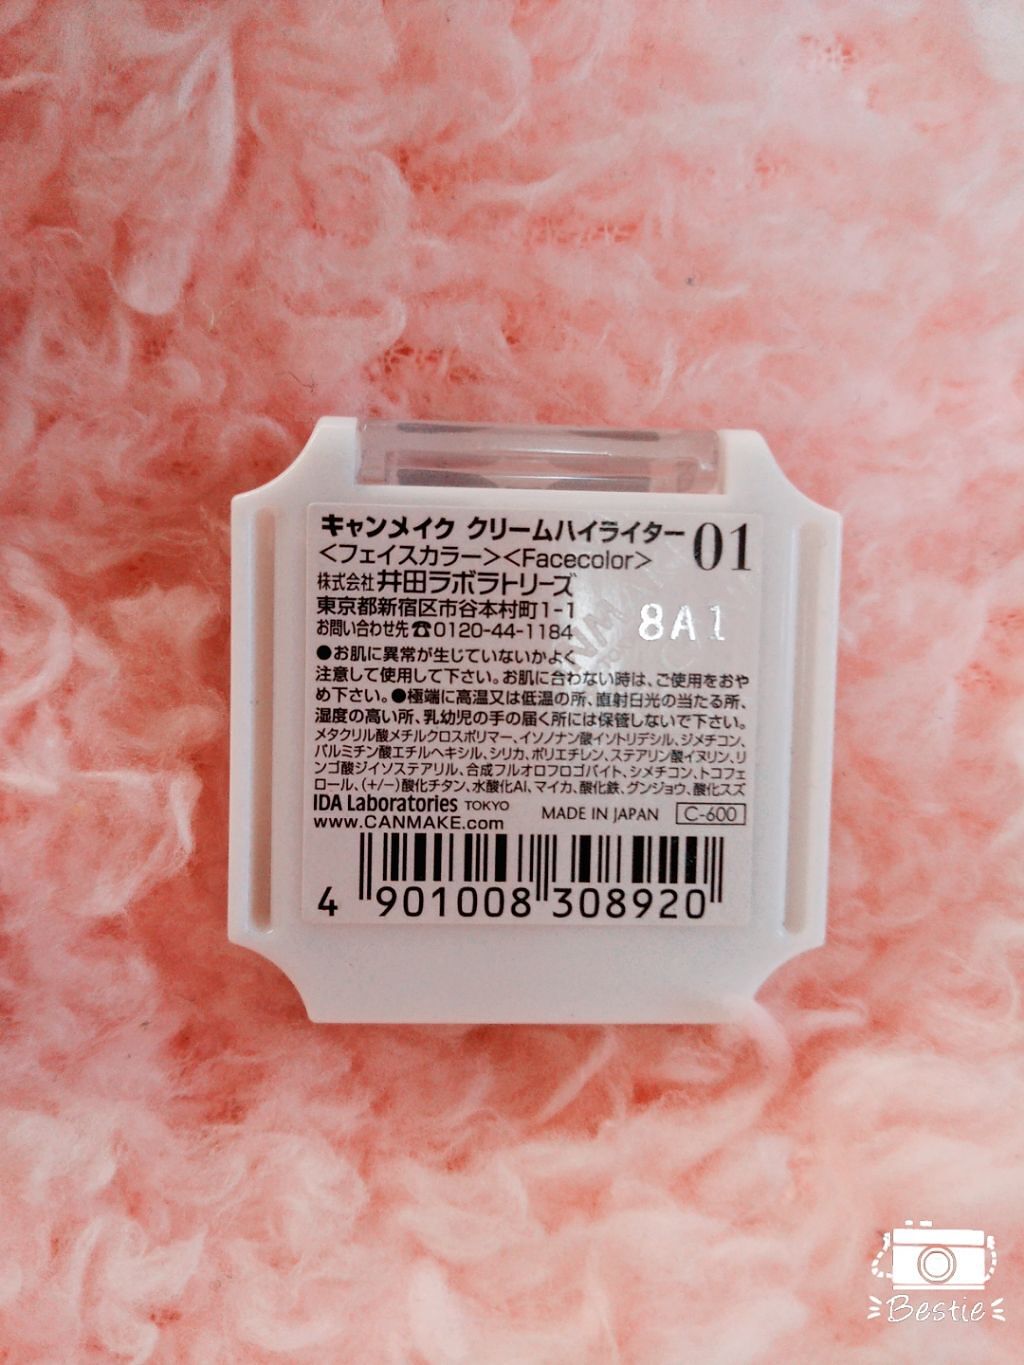 キャンメイク クリームハイライター 01
<フェイスカラー><Facecolor>
株式会社 井田ラボラトリーズ
東京都新宿区市谷本村町1-1
お問い合わせ先☎0120-44-1184
8A1
●お肌に異常が生じていないかよく
注意して使用して下さい。お肌に合わない時は、ご使用をおや
め下さい。●極端に高温又は低温の所、直射日光の当たる所、
湿度の高い所、乳幼児の手の届く所には保管しないで下さい。
メタクリル酸メチルクロスポリマー、イソノナン酸イソトリデシル、ジメチコン、
パルミチン酸エチルヘキシル、シリカ、ポリエチレン、ステアリン酸イヌリン、リ
ンゴ酸ジイソステアリル、合成フルオロフロゴパイト、シメチコン、トコフェ
ロール、(+/−)酸化チタン、水酸化Al、マイカ、酸化鉄、グンジョウ、酸化スズ
IDA Laboratories TOKYO
www.CANMAKE.com MADE IN JAPAN C-600
4 901008 308920
Bestie